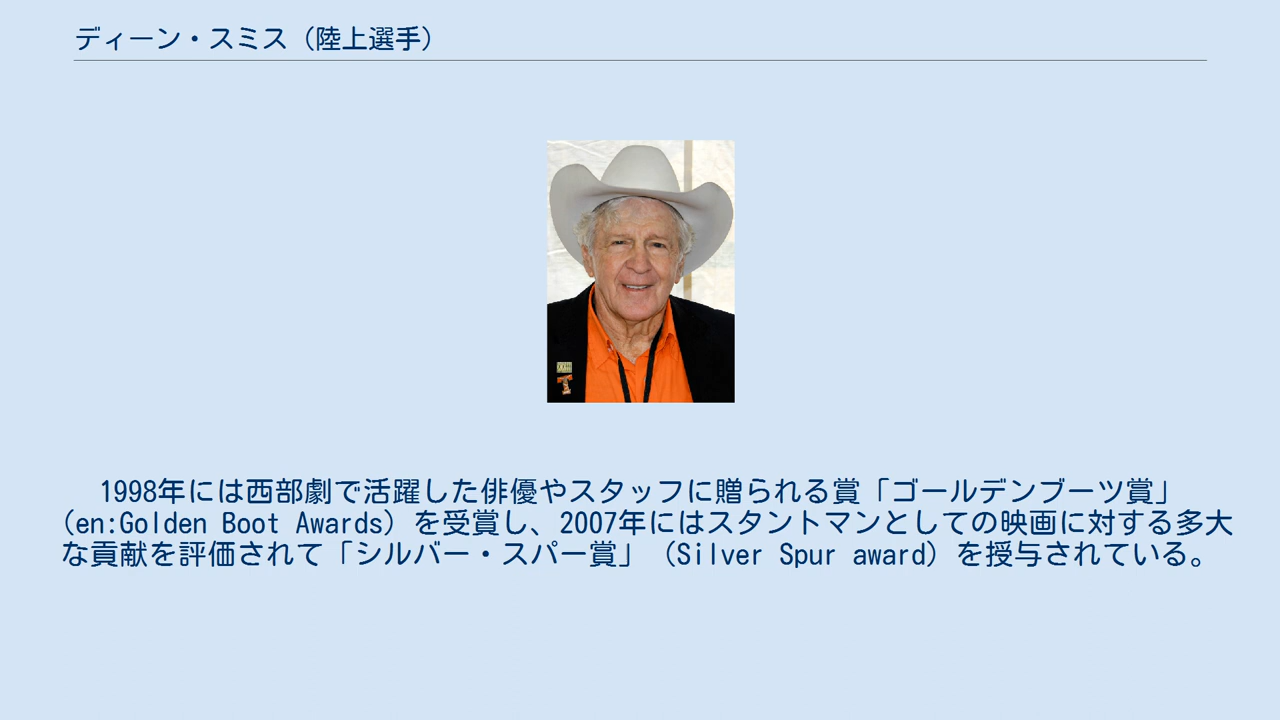 ディーン・スミス（陸上選手）
1998年には西部劇で活躍した俳優やスタッフに贈られる賞「ゴールデンブーツ賞」
（en:Golden Boot Awards）を受賞し、2007年にはスタントマンとしての映画に対する多大
な貢献を評価されて「シルバー・スパー賞」（Silver Spur award）を授与されている。